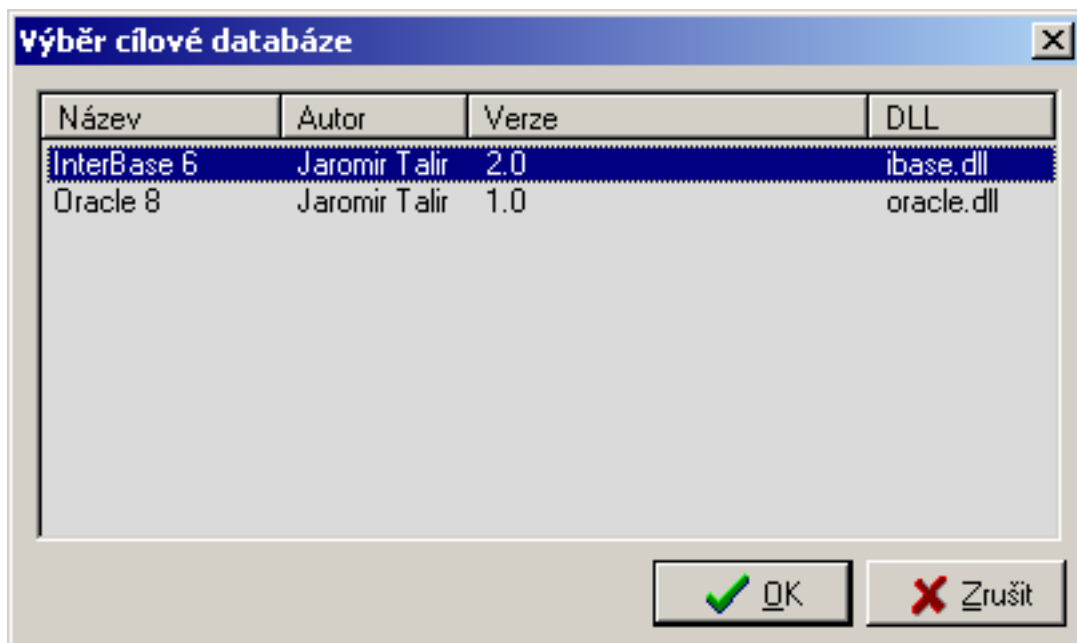 Výběr cílové databáze
Název Autor Verze DLL
InterBase 6 Jaromir Talir 2.0 ibase.dll
Oracle 8 Jaromir Talir 1.0 oracle.dll
OK Zrušit